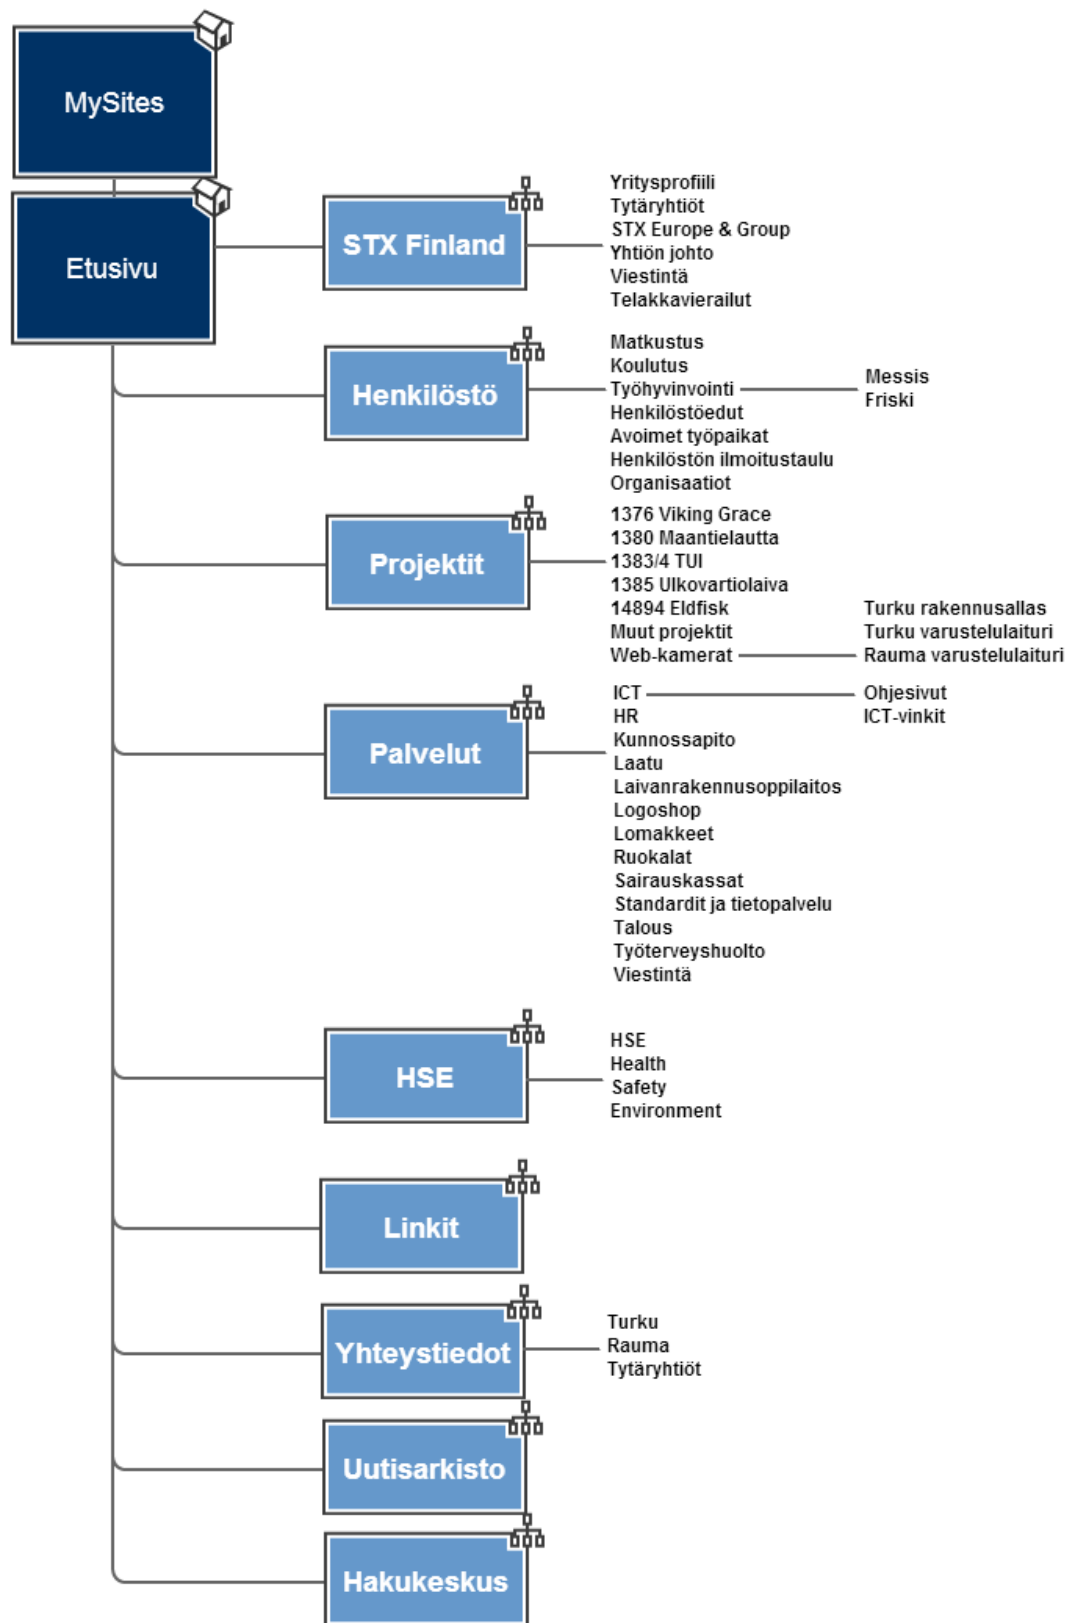 MySites
Etusivu
STX Finland
Yritysprofiili
Tytäryhtiöt
STX Europe & Group
Yhtiön johto
Viestintä
Telakkavierailut
Henkilöstö
Matkustus
Koulutus
Työhyvinvointi
Henkilöstöedut
Avoimet työpaikat
Henkilöstön ilmoitustaulu
Organisaatiot
Messis
Friski
Projektit
1376 Viking Grace
1380 Maantielautta
1383/4 TUI
1385 Ulkovartiolaiva
14894 Eldfisk
Muut projektit
Web-kamerat
Turku rakennusallas
Turku varustelulaituri
Rauma varustelulaituri
Palvelut
ICT
HR
Kunnossapito
Laatu
Laivanrakennusoppilaitos
Logoshop
Lomakkeet
Ruokalat
Sairauskassat
Standardit ja tietopalvelu
Talous
Työterveyshuolto
Viestintä
Ohjesivut
ICT-vinkit
HSE
HSE
Health
Safety
Environment
Linkit
Yhteystiedot
Turku
Rauma
Tytäryhtiöt
Uutisarkisto
Hakukeskus